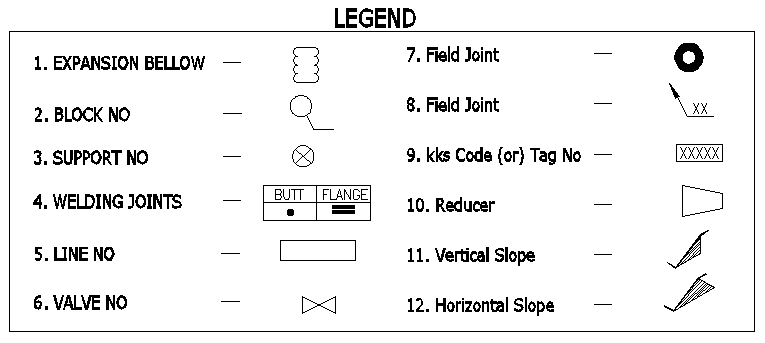 LEGEND
1. EXPANSION BELLOW —
2. BLOCK NO —
3. SUPPORT NO —
4. WELDING JOINTS — BUTT FLANGE
5. LINE NO —
6. VALVE NO —
7. Field Joint —
8. Field Joint — XX
9. kks Code (or) Tag No — XXXXX
10. Reducer —
11. Vertical Slope —
12. Horizontal Slope —